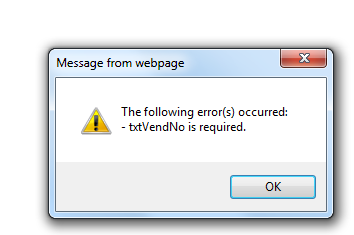 Message from webpage
The following error(s) occurred:
- txtVendNo is required.
OK